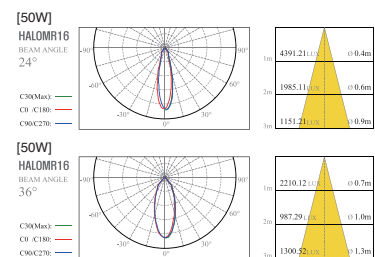 [50W]
HALOMR16
BEAM ANGLE
24°
C30(Max):
C0 /C180:
C90/C270:
-90° 90°
-60° 60°
-30° 30°
0°
4391.21LUX Ø 0.4m
1m
1985.11LUX Ø 0.6m
2m
1151.21LUX Ø 0.9m
3m
[50W]
HALOMR16
BEAM ANGLE
36°
C30(Max):
C0 /C180:
C90/C270:
-90° 90°
-60° 60°
-30° 30°
0°
2210.12LUX Ø 0.7m
1m
987.29LUX Ø 1.0m
2m
1300.52LUX Ø 1.3m
3m